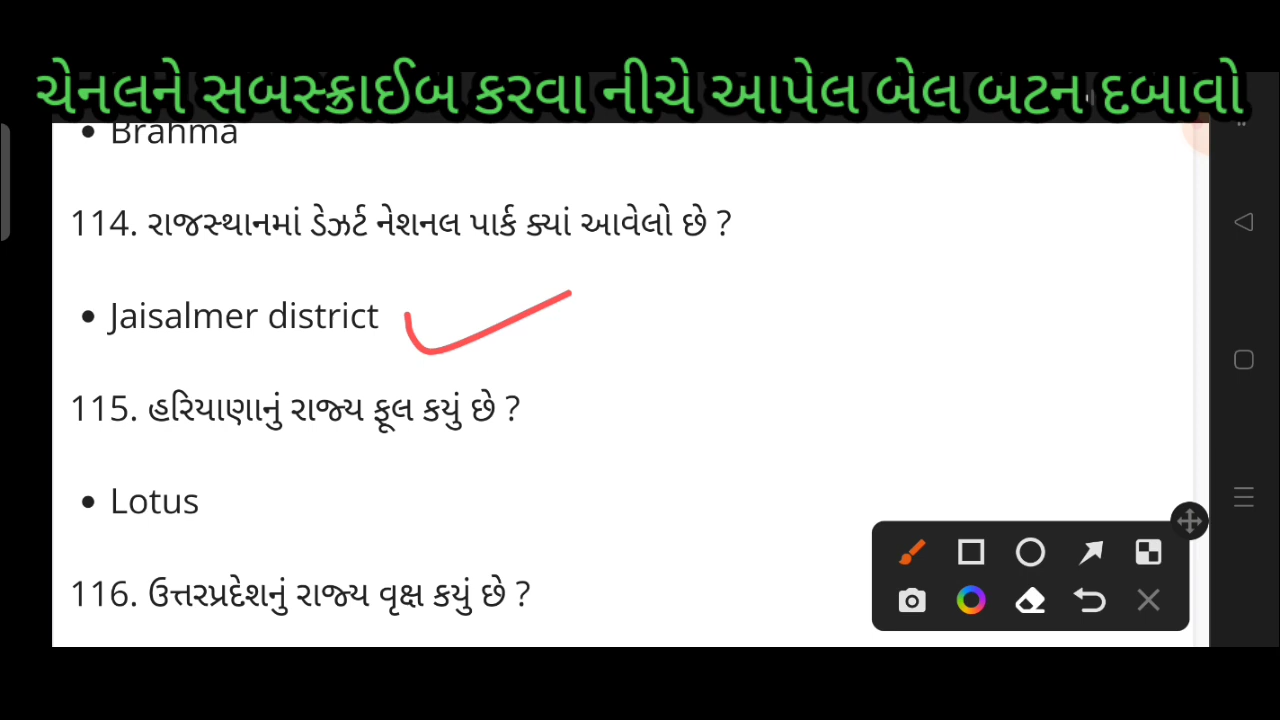 ચેનલને સબસ્ક્રાઈબ કરવા નીચે આપેલ બેલ બટન દબાવો
• Brahma
114. રાજસ્થાનમાં ડેઝર્ટ નેશનલ પાર્ક ક્યાં આવેલો છે ?
• Jaisalmer district
115. હરિયાણાનું રાજ્ય ફૂલ કયું છે ?
• Lotus
116. ઉત્તરપ્રદેશનું રાજ્ય વૃક્ષ કયું છે ?